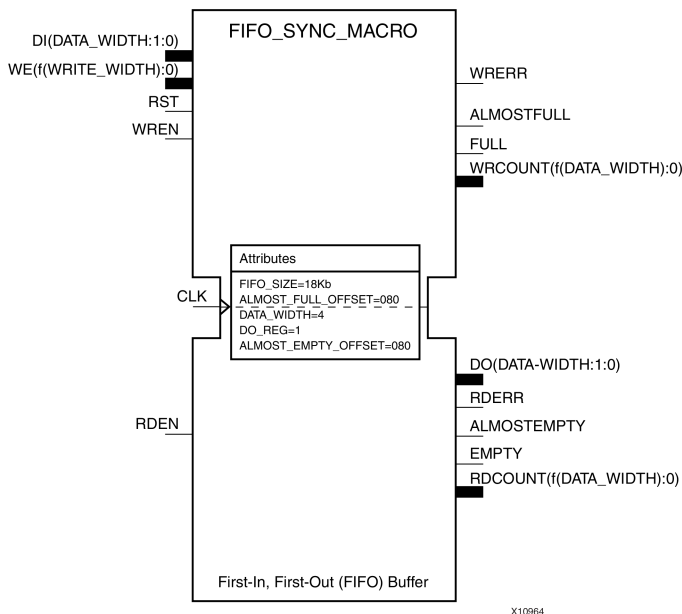 FIFO_SYNC_MACRO
DI(DATA_WIDTH:1:0)
WE(f(WRITE_WIDTH):0)
RST
WREN
WRERR
ALMOSTFULL
FULL
WRCOUNT(f(DATA_WIDTH):0)
Attributes
FIFO_SIZE=18Kb
ALMOST_FULL_OFFSET=080
DATA_WIDTH=4
DO_REG=1
ALMOST_EMPTY_OFFSET=080
CLK
DO(DATA-WIDTH:1:0)
RDERR
RDEN
ALMOSTEMPTY
EMPTY
RDCOUNT(f(DATA_WIDTH):0)
First-In, First-Out (FIFO) Buffer
X10964